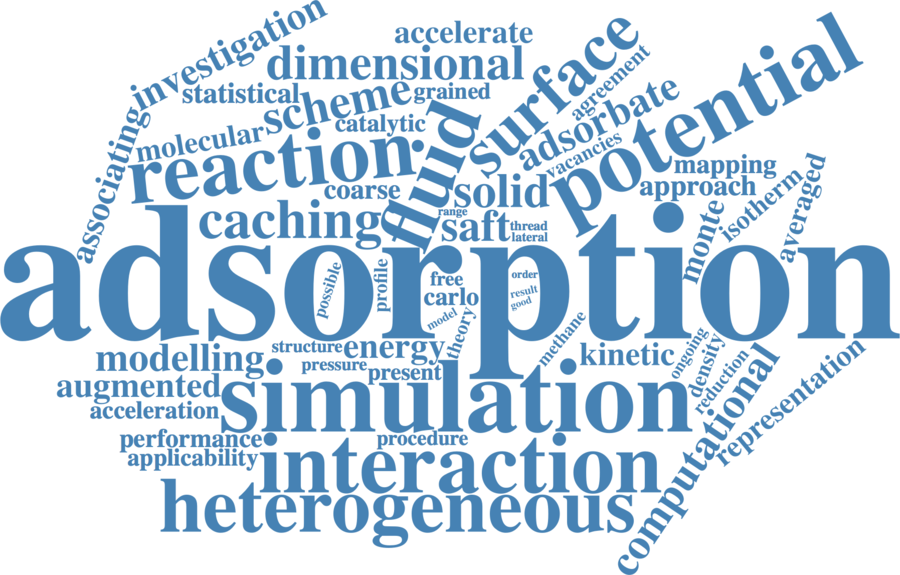 investigation
accelerate
dimensional
surface
potential
statistical
scheme
grained
agreement
associating
molecular
catalytic
fluid
adsorbate
vacancies
reaction
coarse
solid
mapping
approach
isotherm
averaged
caching
range
saft
thread
lateral
monte
adsorption
possible
profile
free
carlo
order
result
good
model
theory
methane
structure
energy
modelling
pressure
present
kinetic
ongoing
density
reduction
augmented
simulation
acceleration
computational
representation
performance
procedure
applicability
interaction
heterogeneous